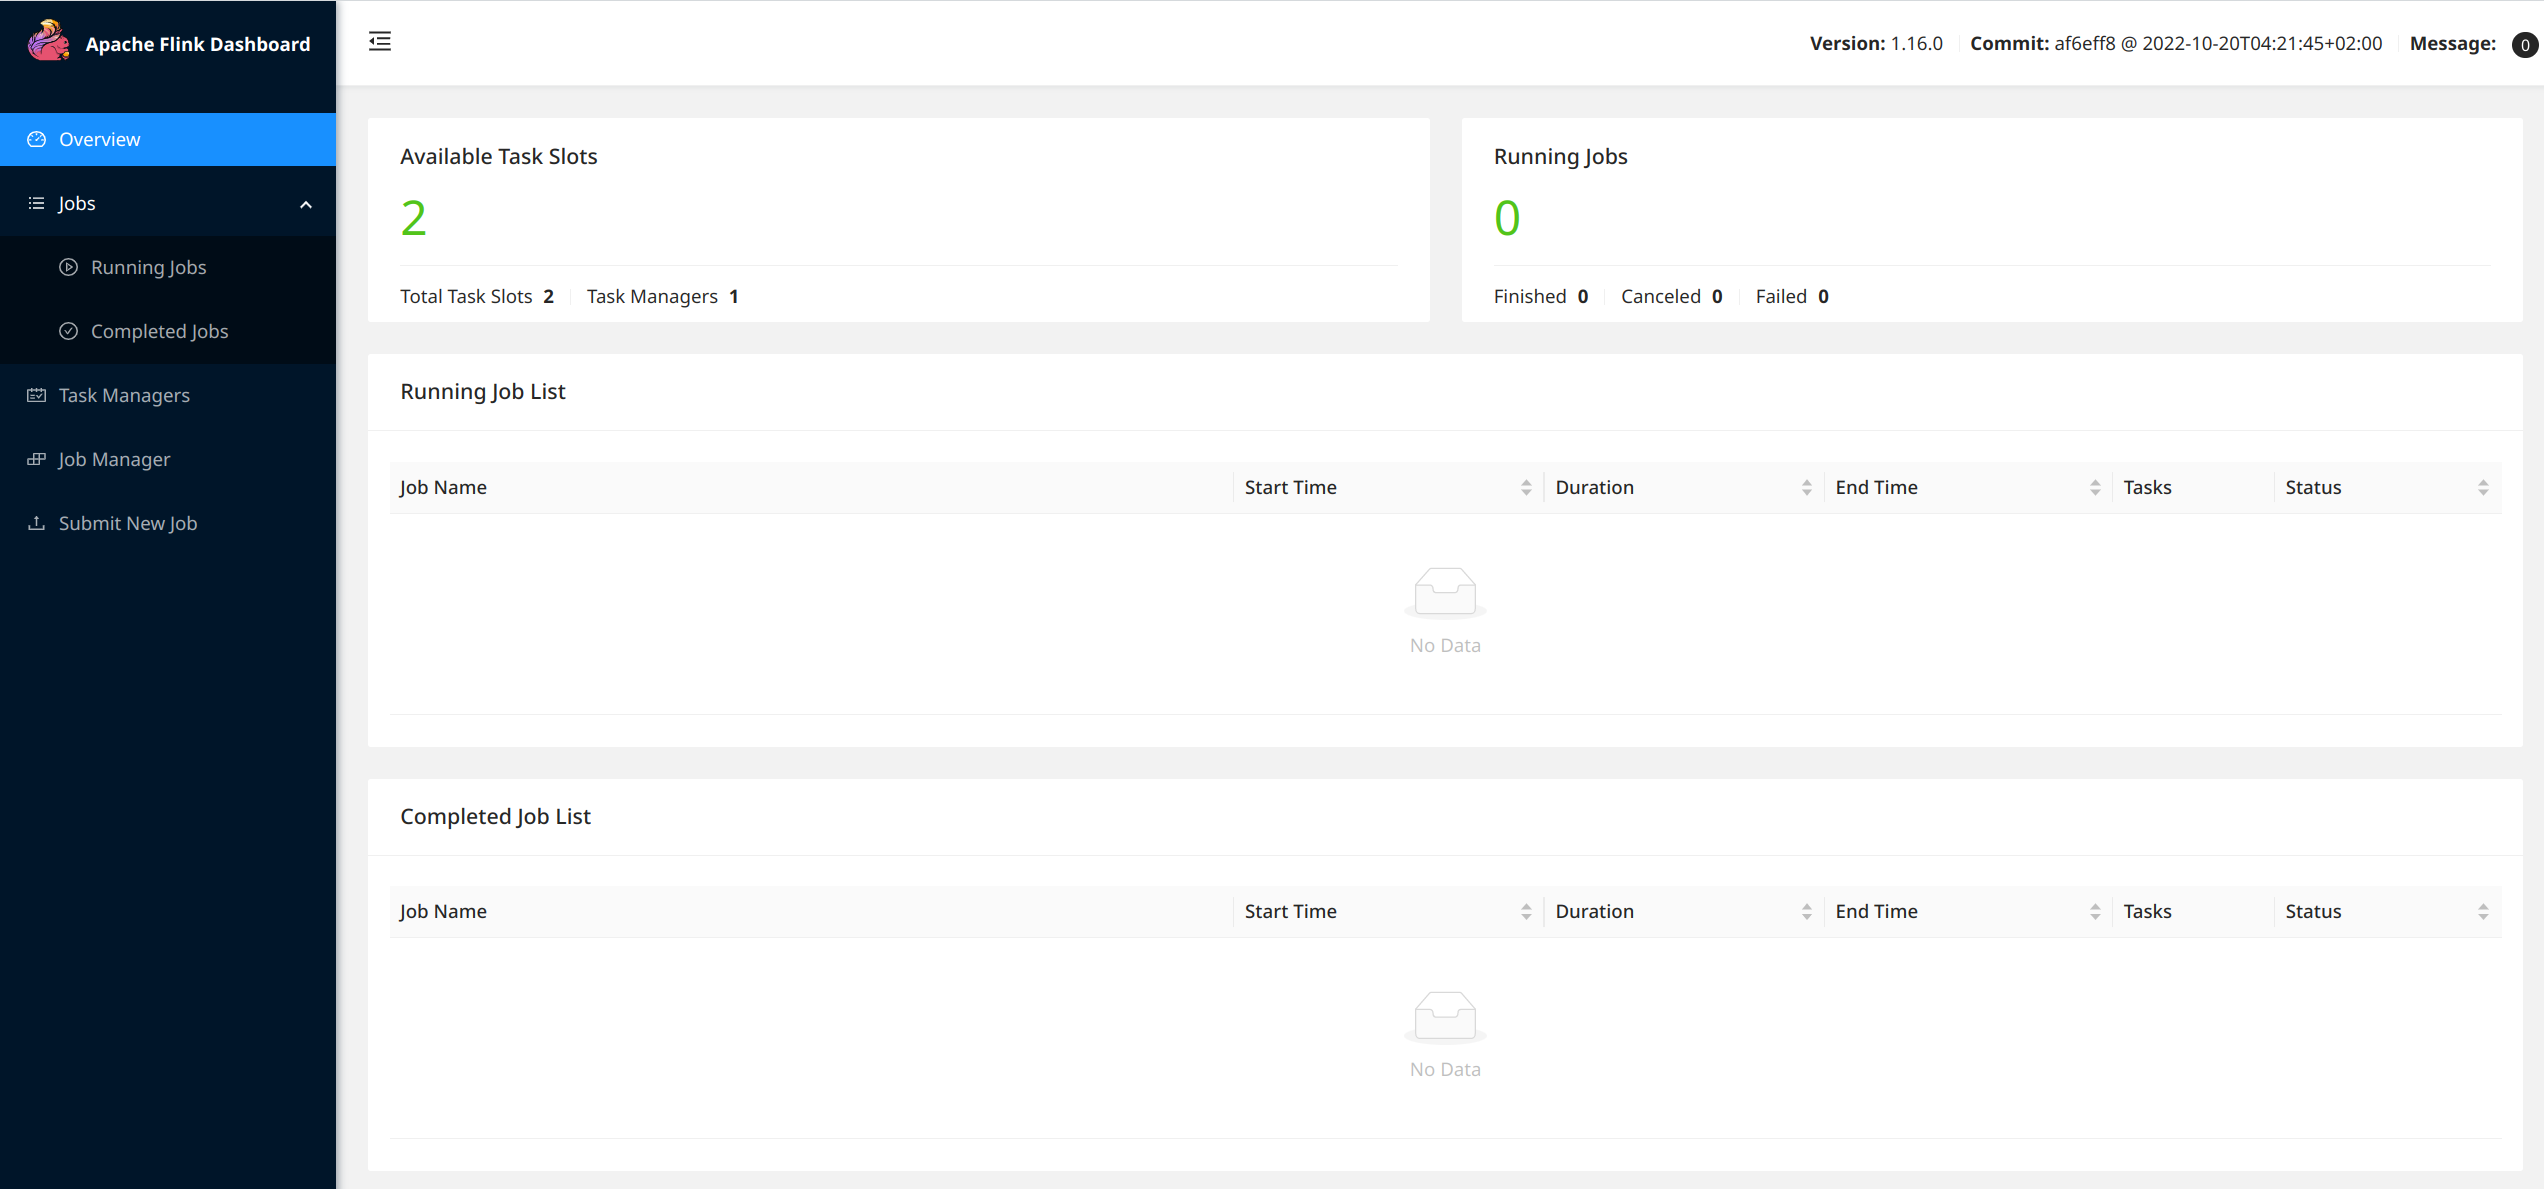 Apache Flink Dashboard
Version: 1.16.0 Commit: af6eff8 @ 2022-10-20T04:21:45+02:00 Message: 0
Overview
Jobs
Running Jobs
Completed Jobs
Task Managers
Job Manager
Submit New Job
Available Task Slots
2
Total Task Slots 2 Task Managers 1
Running Jobs
0
Finished 0 Canceled 0 Failed 0
Running Job List
Job Name Start Time Duration End Time Tasks Status
No Data
Completed Job List
Job Name Start Time Duration End Time Tasks Status
No Data